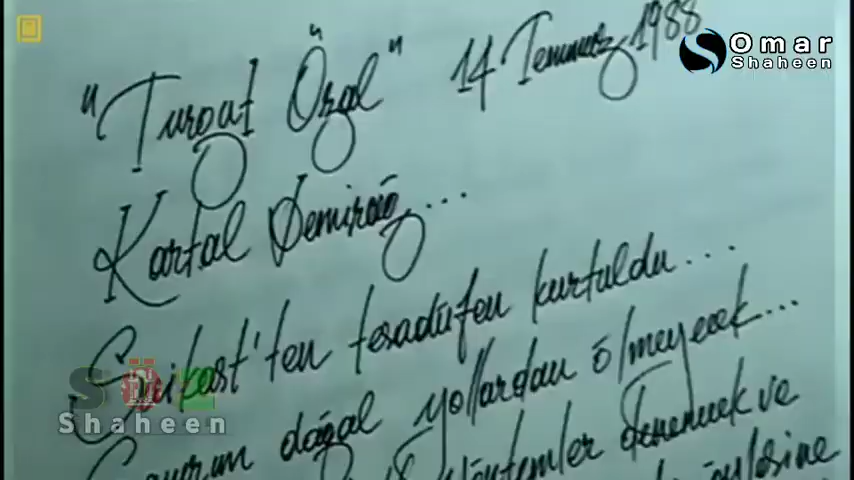 Omar
Shaheen
"Turgut Özal" 14 Temmuz 1988
Kartal Demirağ...
Suikast'ten tesadüfen kurtuldu...
doğal yollardan ölmeyecek...
Yöntemler denenecek ve
SÖZ
Shaheen